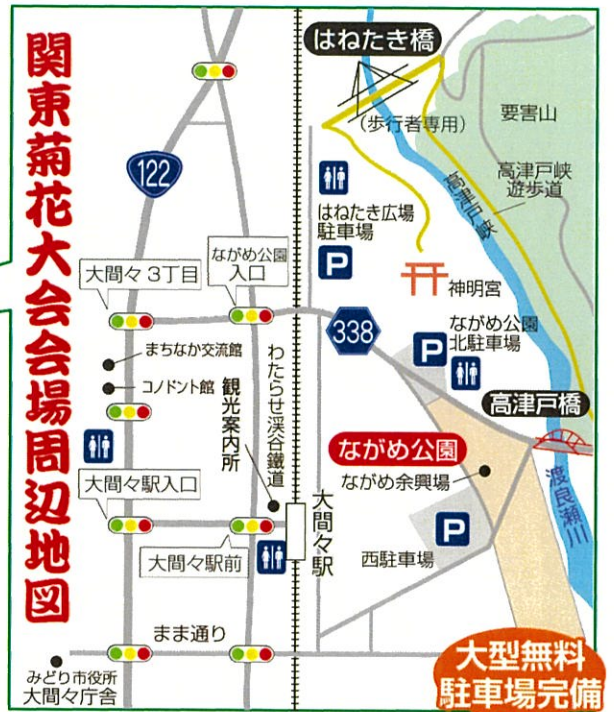 関東菊花大会会場周辺地図
はねたき橋
(歩行者専用)
要害山
122
高津戸峡
遊歩道
高津戸峡
はねたき広場
駐車場
P
大間々3丁目
ながめ公園
入口
神明宮
338
ながめ公園
北駐車場
P
まちなか交流館
コノドント館
わたらせ渓谷鐵道
観光案内所
高津戸橋
ながめ公園
ながめ余興場
大間々駅入口
大間々駅
渡良瀬川
P
西駐車場
大間々駅前
まま通り
みどり市役所
大間々庁舎
大型無料
駐車場完備